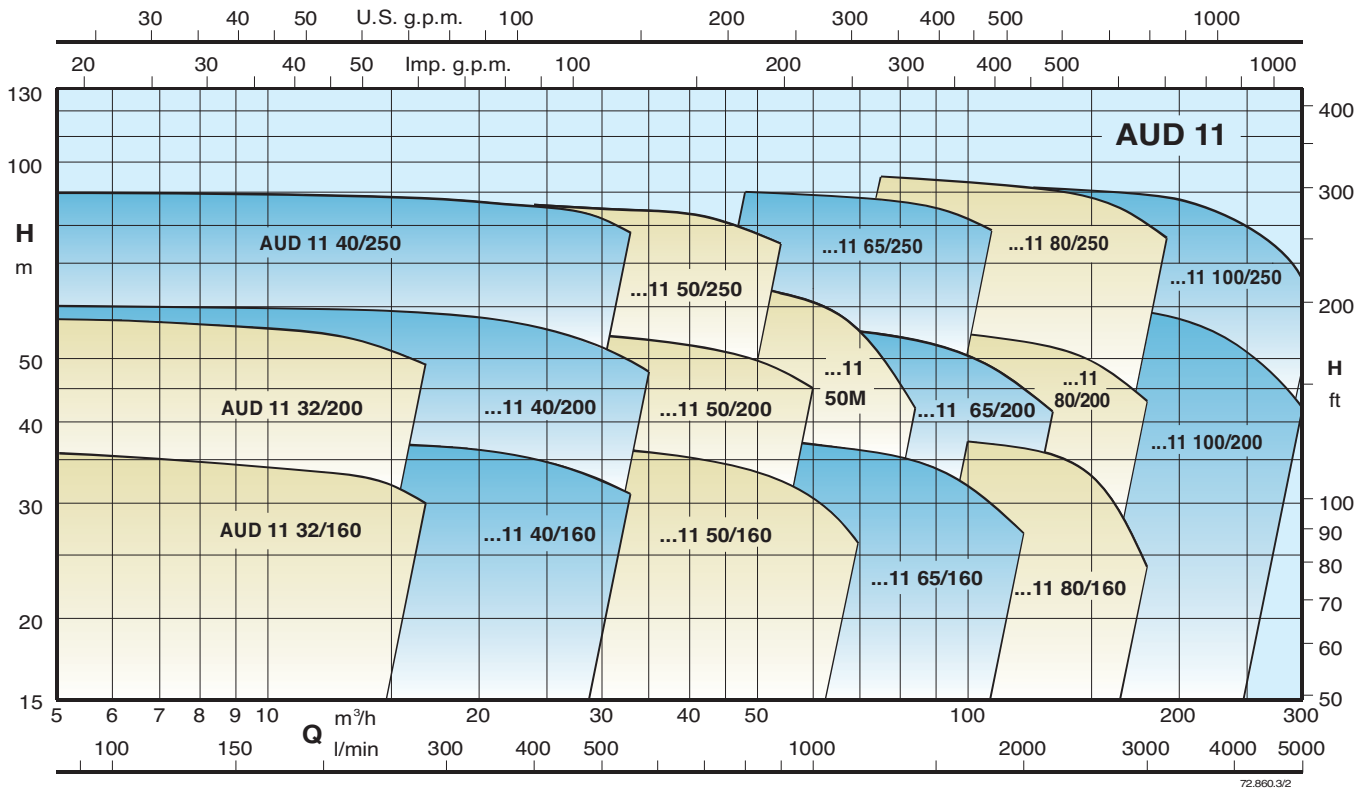 30 40 50 U.S. g.p.m. 100 200 300 400 500 1000
20 30 40 50 Imp. g.p.m. 100 200 300 400 500 1000
130 400
AUD 11
100
300
H
m
AUD 11 40/250
...11 65/250
...11 80/250
...11 100/250
...11 50/250
200
50
H
ft
...11
50M
...11
80/200
AUD 11 32/200
...11 40/200
...11 50/200
...11 65/200
40
...11 100/200
30 100
AUD 11 32/160
...11 40/160
...11 50/160
90
80
...11 65/160
...11 80/160
70
20
60
15 50
5 6 7 8 9 10 m³/h 20 30 40 50 100 200 300
Q
100 150 l/min 300 400 500 1000 2000 3000 4000 5000
72.860.3/2